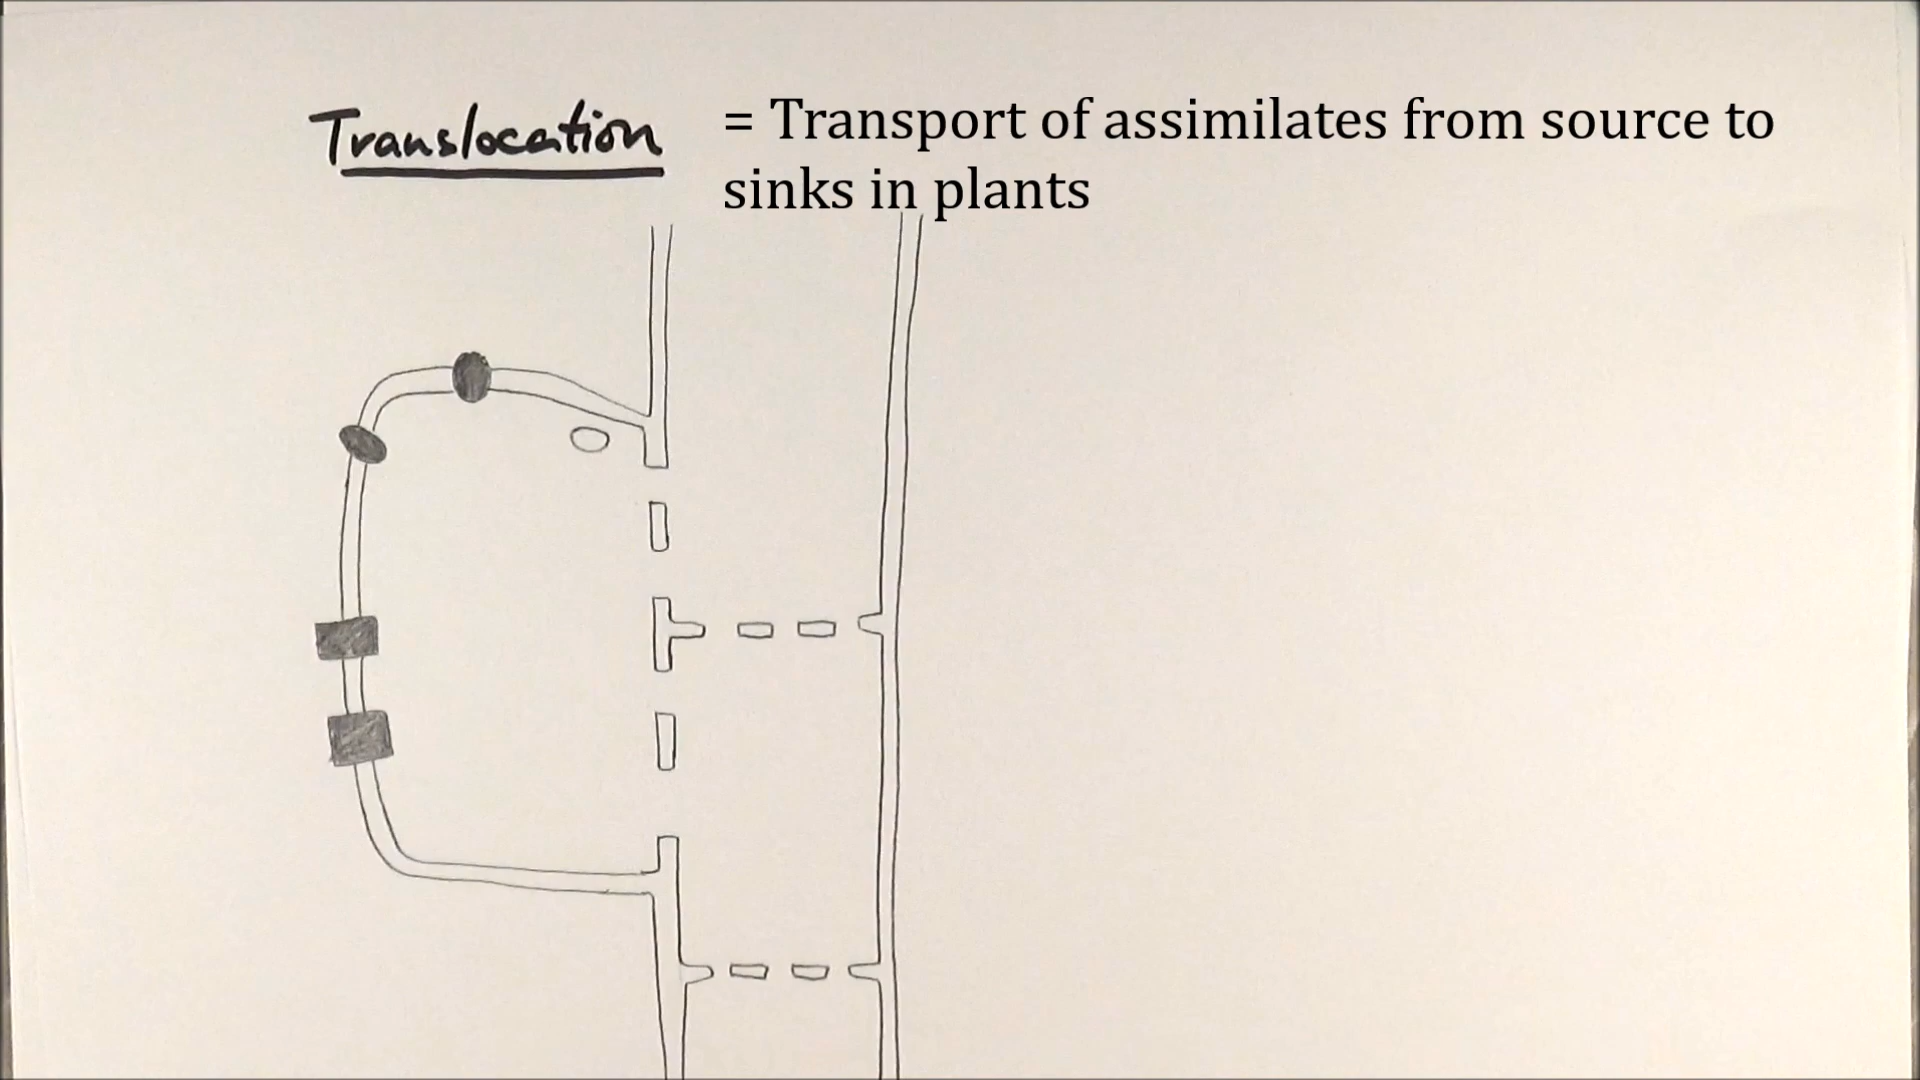 Translocation = Transport of assimilates from source to
sinks in plants